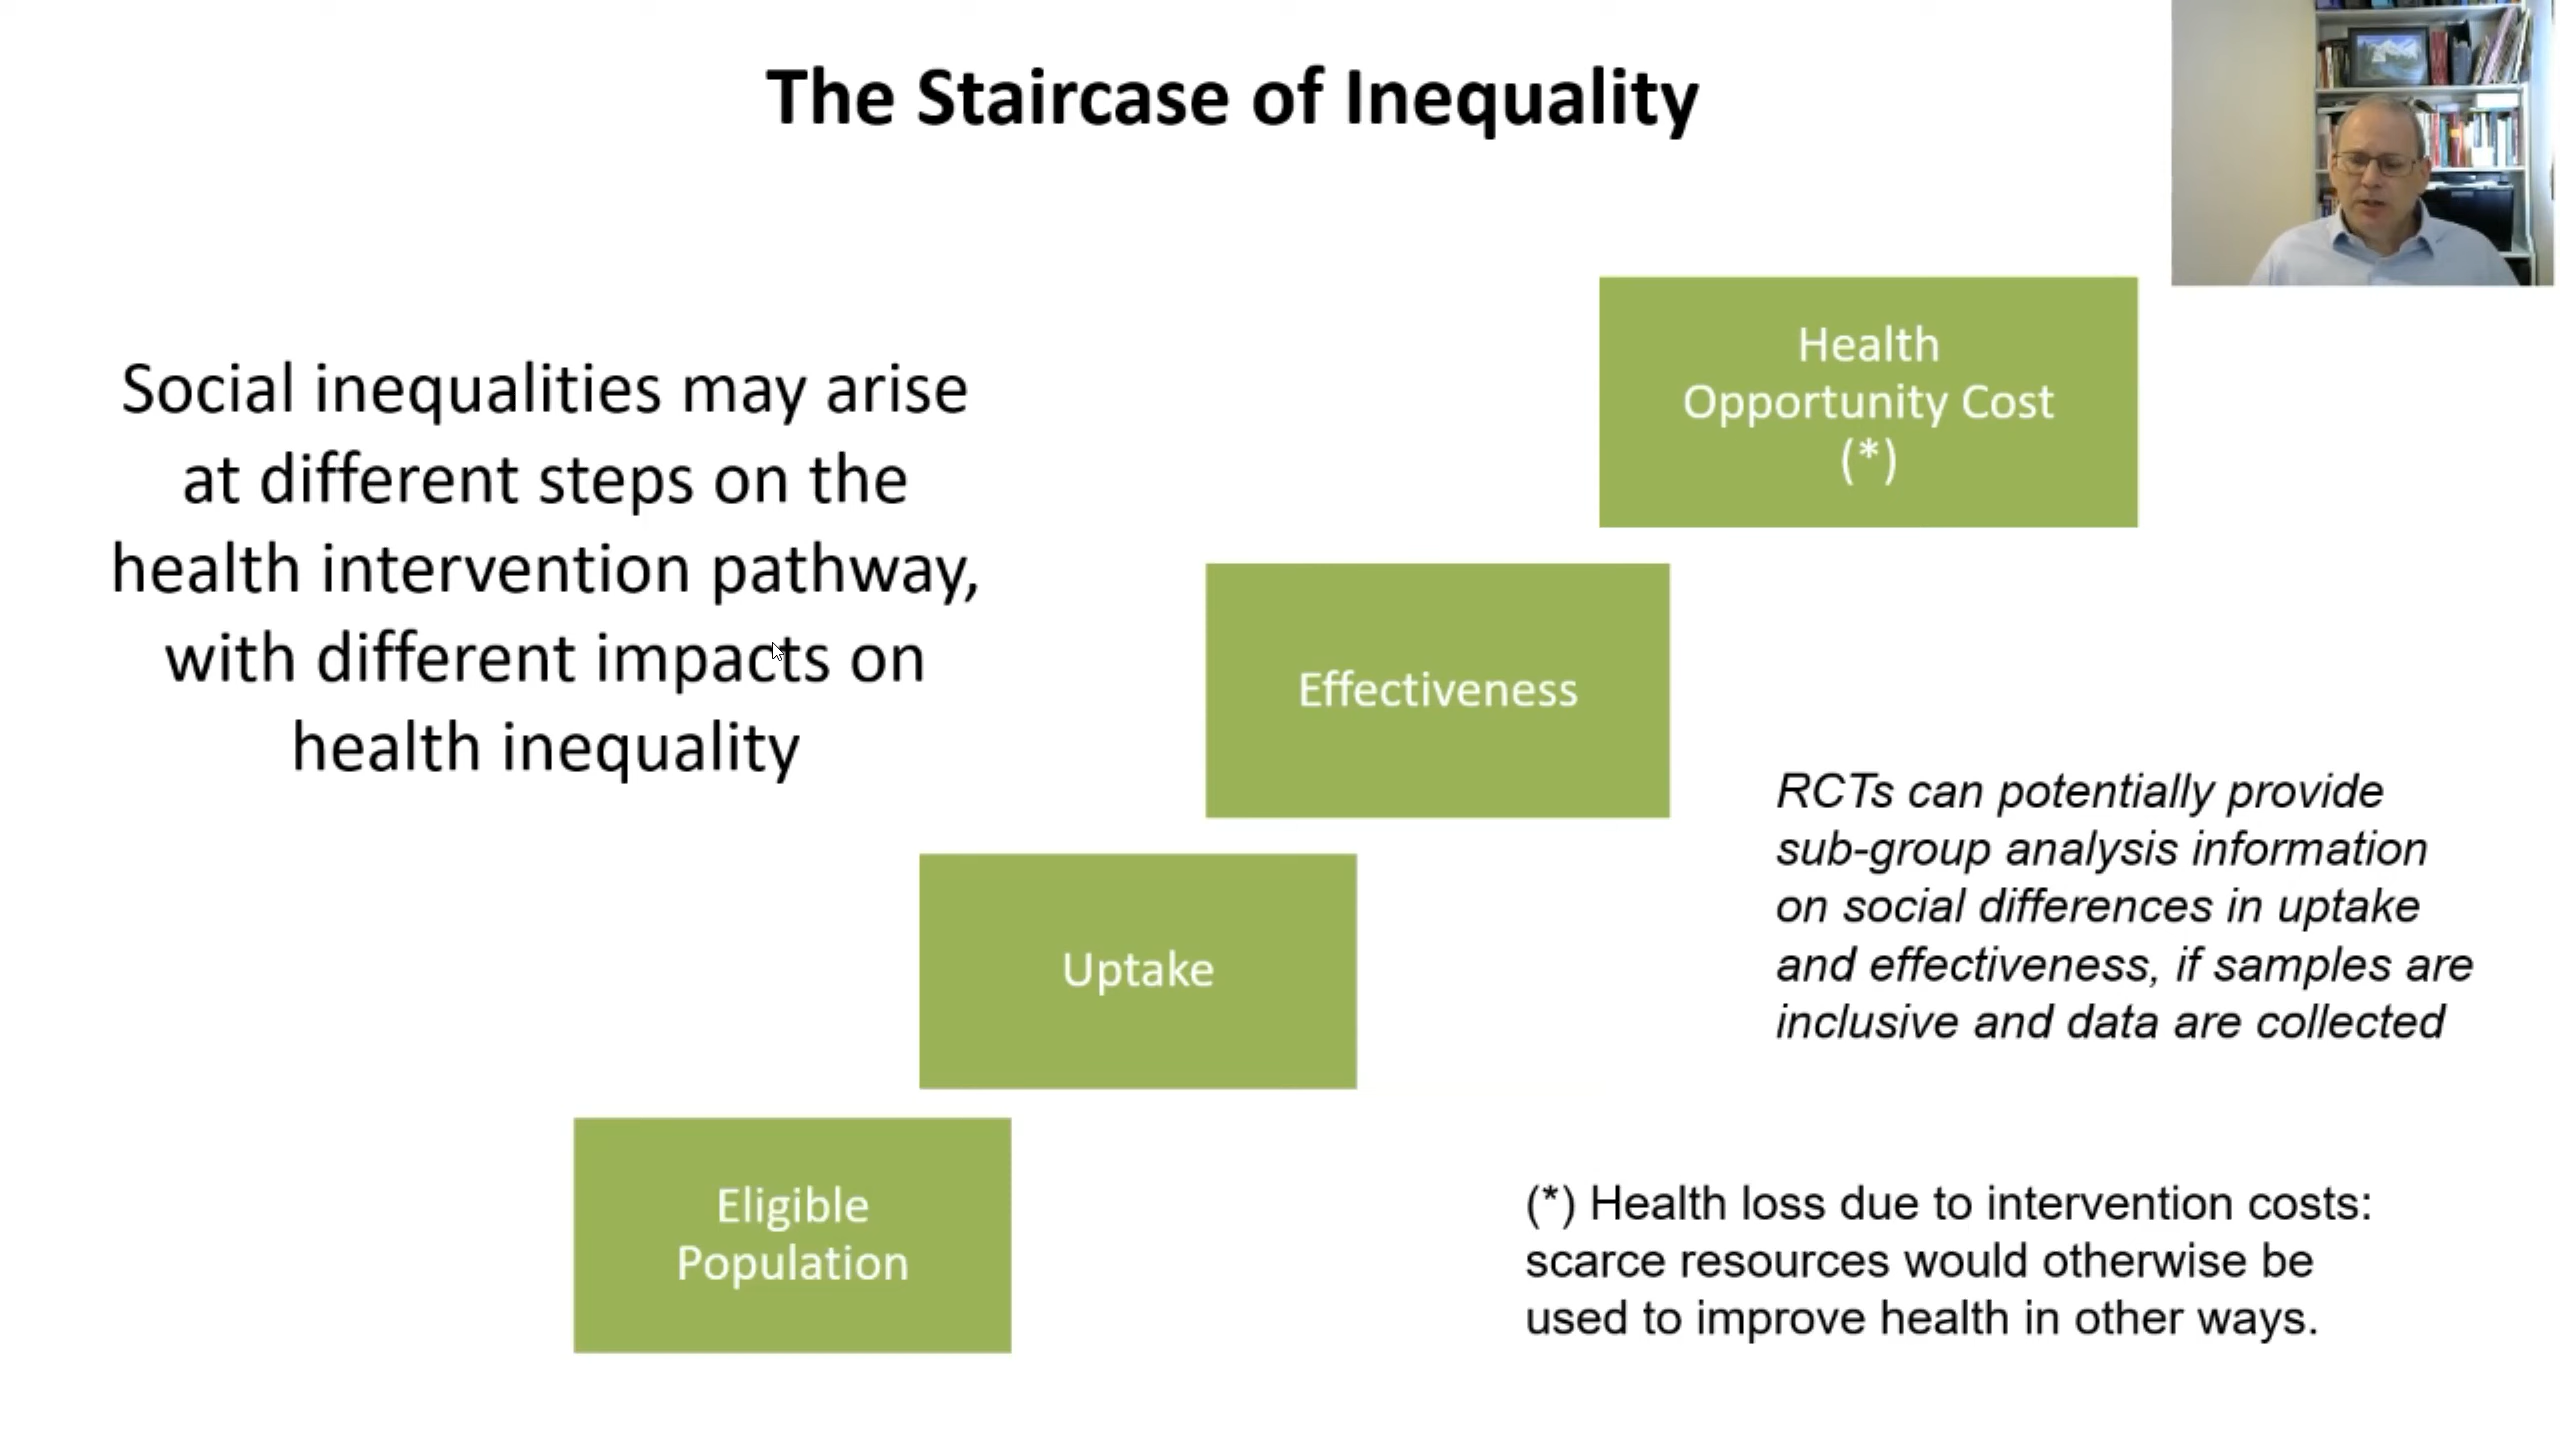 The Staircase of Inequality
Social inequalities may arise
at different steps on the
health intervention pathway,
with different impacts on
health inequality
Health
Opportunity Cost
(*)
Effectiveness
Uptake
Eligible
Population
RCTs can potentially provide
sub-group analysis information
on social differences in uptake
and effectiveness, if samples are
inclusive and data are collected
(*) Health loss due to intervention costs:
scarce resources would otherwise be
used to improve health in other ways.